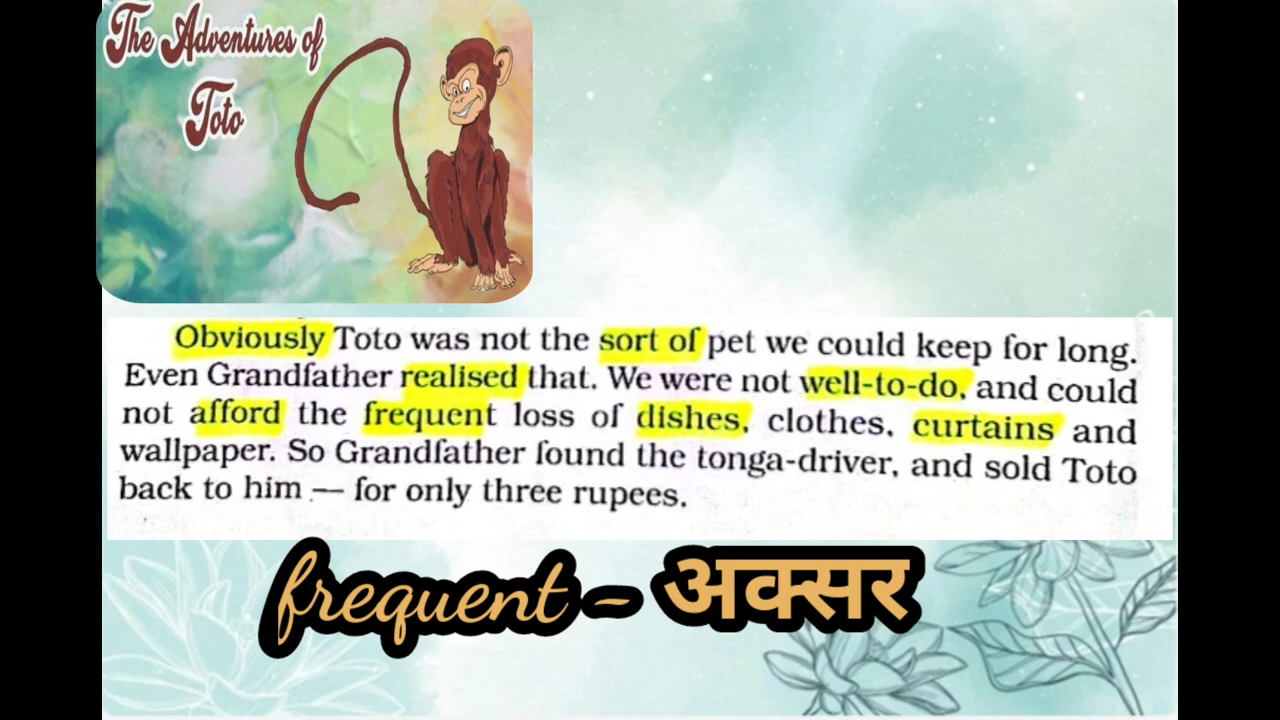 The Adventures of
Toto
Obviously Toto was not the sort of pet we could keep for long.
Even Grandfather realised that. We were not well-to-do, and could
not afford the frequent loss of dishes, clothes, curtains and
wallpaper. So Grandfather found the tonga-driver, and sold Toto
back to him — for only three rupees.
frequent - अक्सर